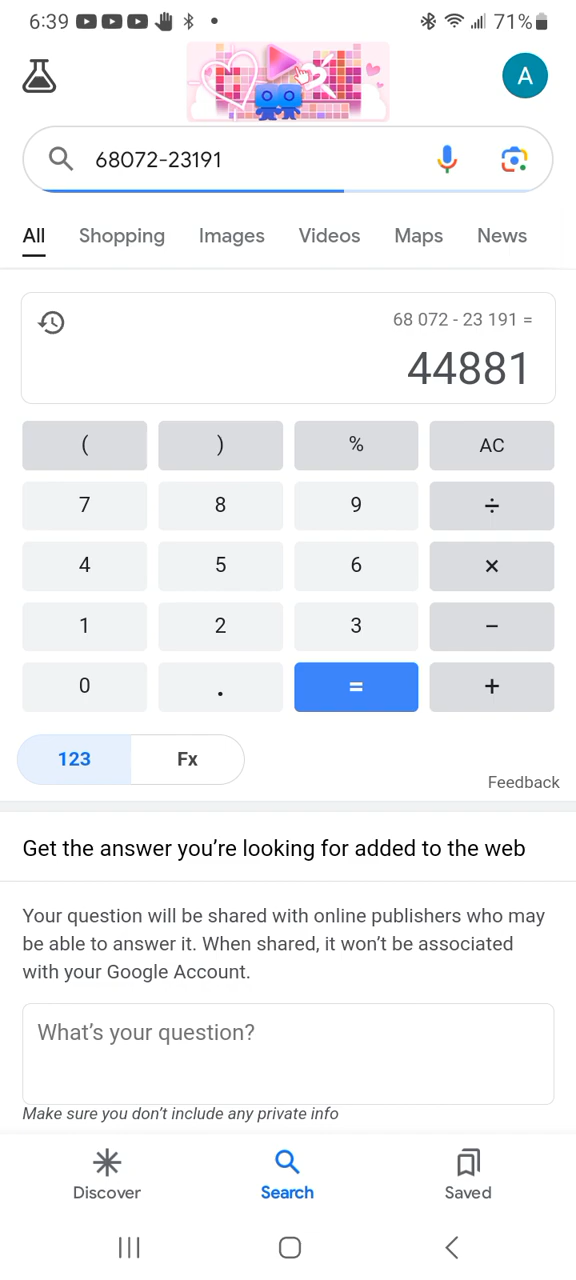 6:39 71%
A
68072-23191
All Shopping Images Videos Maps News
68 072 - 23 191 =
44881
( ) % AC
7 8 9 ÷
4 5 6 ×
1 2 3 −
0 . = +
123 Fx
Feedback
Get the answer you’re looking for added to the web
Your question will be shared with online publishers who may
be able to answer it. When shared, it won’t be associated
with your Google Account.
What’s your question?
Make sure you don’t include any private info
Discover Search Saved